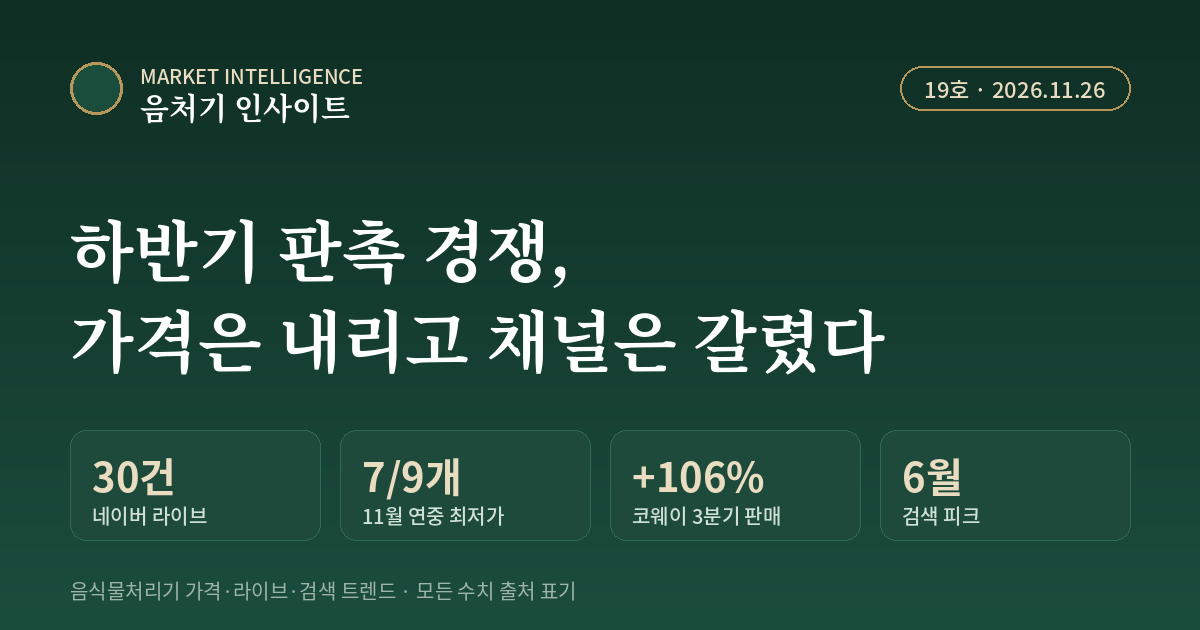 MARKET INTELLIGENCE
음처기 인사이트
19호 · 2026.11.26
하반기 판촉 경쟁,
가격은 내리고 채널은 갈렸다
30건
네이버 라이브
7/9개
11월 연중 최저가
+106%
코웨이 3분기 판매
6월
검색 피크
음식물처리기 가격·라이브·검색 트렌드 · 모든 수치 출처 표기